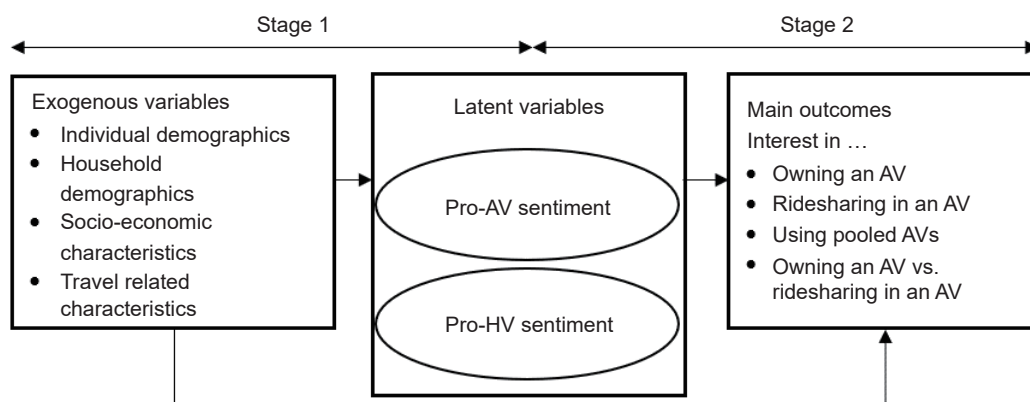 Stage 1
Stage 2
Exogenous variables
• Individual demographics
• Household
demographics
• Socio-economic
characteristics
• Travel related
characteristics
Latent variables
Pro-AV sentiment
Pro-HV sentiment
Main outcomes
Interest in ...
• Owning an AV
• Ridesharing in an AV
• Using pooled AVs
• Owning an AV vs.
ridesharing in an AV